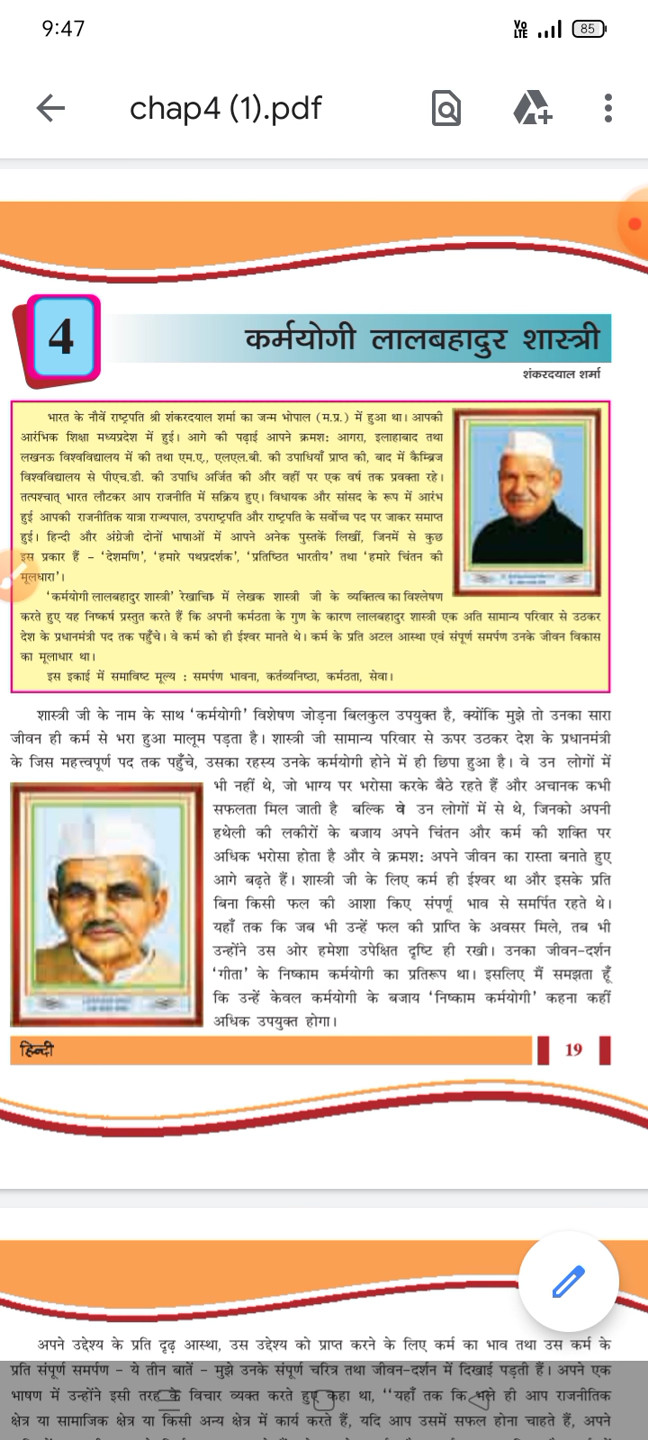 9:47
Vo LTE 85
chap4 (1).pdf
4
कर्मयोगी लालबहादुर शास्त्री
शंकरदयाल शर्मा
भारत के नौवें राष्ट्रपति श्री शंकरदयाल शर्मा का जन्म भोपाल (म.प्र.) में हुआ था। आपकी
आरंभिक शिक्षा मध्यप्रदेश में हुई। आगे की पढ़ाई आपने क्रमश: आगरा, इलाहाबाद तथा
लखनऊ विश्वविद्यालय में की तथा एम.ए., एलएल.बी. की उपाधियाँ प्राप्त की, बाद में कैम्ब्रिज
विश्वविद्यालय से पीएच.डी. की उपाधि अर्जित की और वहीं पर एक वर्ष तक प्रवक्ता रहे।
तत्पश्चात् भारत लौटकर आप राजनीति में सक्रिय हुए। विधायक और सांसद के रूप में आरंभ
हुई आपकी राजनीतिक यात्रा राज्यपाल, उपराष्ट्रपति और राष्ट्रपति के सर्वोच्च पद पर जाकर समाप्त
हुई। हिन्दी और अंग्रेजी दोनों भाषाओं में आपने अनेक पुस्तकें लिखीं, जिनमें से कुछ
इस प्रकार हैं – ‘देशमणि’, ‘हमारे पथप्रदर्शक’, ‘प्रतिष्ठित भारतीय’ तथा ‘हमारे चिंतन की
मूलधारा’।
‘कर्मयोगी लालबहादुर शास्त्री’ में लेखक शास्त्री जी के व्यक्तित्व का विश्लेषण
करते हुए यह निष्कर्ष प्रस्तुत करते हैं कि अपनी कर्मठता के गुण के कारण लालबहादुर शास्त्री एक अति सामान्य परिवार से उठकर
देश के प्रधानमंत्री पद तक पहुँचे। वे कर्म को ही ईश्वर मानते थे। कर्म के प्रति अटल आस्था एवं संपूर्ण समर्पण उनके जीवन विकास
का मूलाधार था।
इस इकाई में समाविष्ट मूल्य : समर्पण भावना, कर्तव्यनिष्ठा, कर्मठता, सेवा।
शास्त्री जी के नाम के साथ ‘कर्मयोगी’ विशेषण जोड़ना बिलकुल उपयुक्त है, क्योंकि मुझे तो उनका सारा
जीवन ही कर्म से भरा हुआ मालूम पड़ता है। शास्त्री जी सामान्य परिवार से ऊपर उठकर देश के प्रधानमंत्री
के जिस महत्त्वपूर्ण पद तक पहुँचे, उसका रहस्य उनके कर्मयोगी होने में ही छिपा हुआ है। वे उन लोगों में
भी नहीं थे, जो भाग्य पर भरोसा करके बैठे रहते हैं और अचानक कभी
सफलता मिल जाती है बल्कि वे उन लोगों में से थे, जिनको अपनी
हथेली की लकीरों के बजाय अपने चिंतन और कर्म की शक्ति पर
अधिक भरोसा होता है और वे क्रमश: अपने जीवन का रास्ता बनाते हुए
आगे बढ़ते हैं। शास्त्री जी के लिए कर्म ही ईश्वर था और इसके प्रति
बिना किसी फल की आशा किए संपूर्ण भाव से समर्पित रहते थे।
यहाँ तक कि जब भी उन्हें फल की प्राप्ति के अवसर मिले, तब भी
उन्होंने उस ओर हमेशा उपेक्षित दृष्टि ही रखी। उनका जीवन-दर्शन
‘गीता’ के निष्काम कर्मयोगी का प्रतिरूप था। इसलिए मैं समझता हूँ
कि उन्हें केवल कर्मयोगी के बजाय ‘निष्काम कर्मयोगी’ कहना कहीं
अधिक उपयुक्त होगा।
हिन्दी 19
अपने उद्देश्य के प्रति दृढ़ आस्था, उस उद्देश्य को प्राप्त करने के लिए कर्म का भाव तथा उस कर्म के
प्रति संपूर्ण समर्पण – ये तीन बातें – मुझे उनके संपूर्ण चरित्र तथा जीवन-दर्शन में दिखाई पड़ती हैं। अपने एक
भाषण में उन्होंने इसी तरह के विचार व्यक्त करते हुए कहा था, “यहाँ तक कि भले ही आप राजनीतिक
क्षेत्र या सामाजिक क्षेत्र या किसी अन्य क्षेत्र में कार्य करते हैं, यदि आप उसमें सफल होना चाहते हैं, अपने